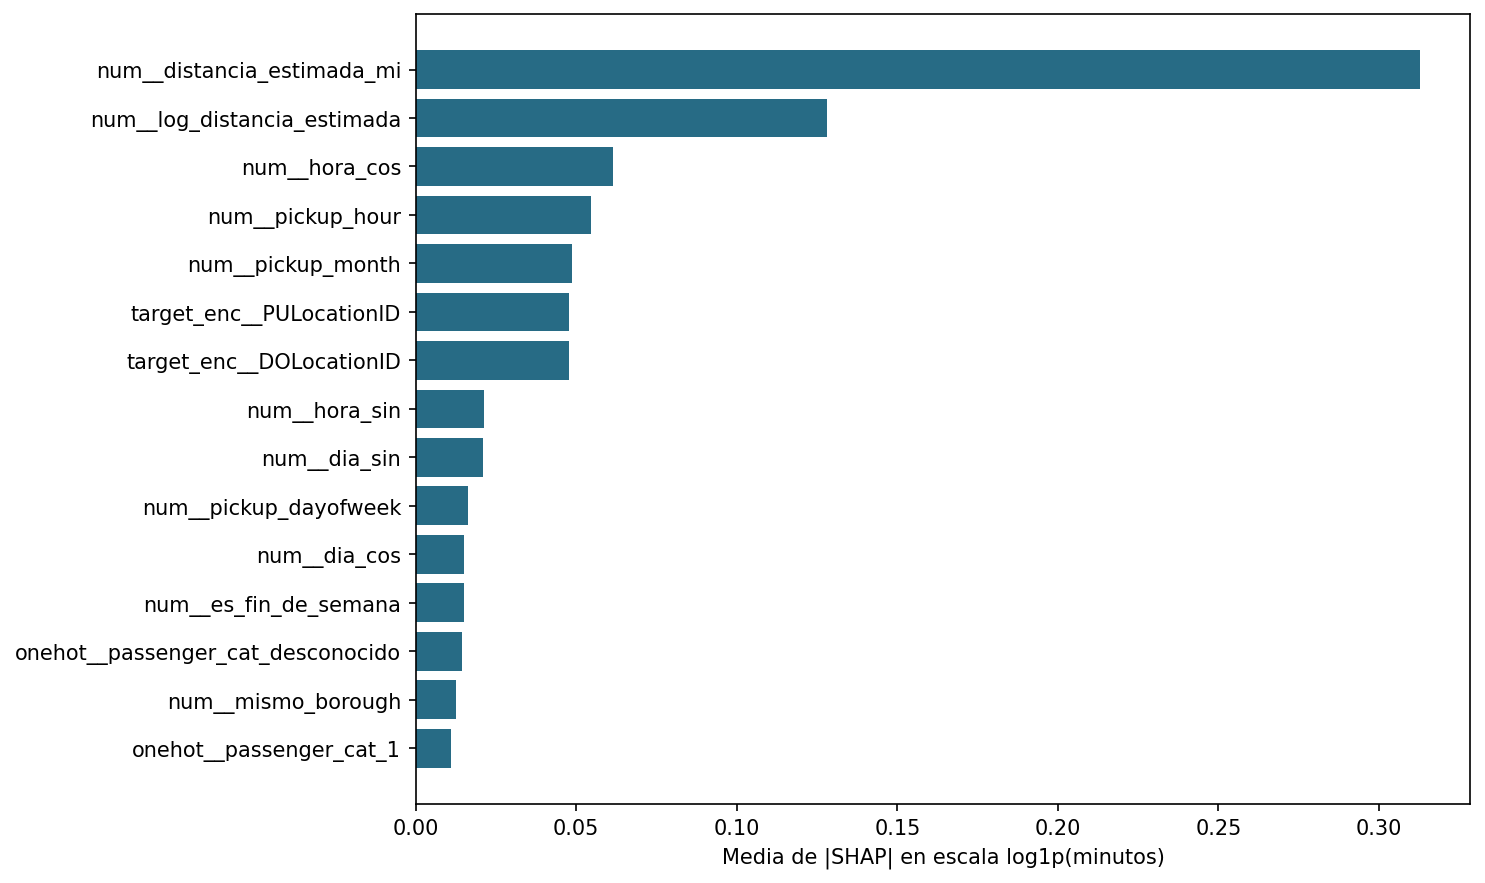 num__distancia_estimada_mi
num__log_distancia_estimada
num__hora_cos
num__pickup_hour
num__pickup_month
target_enc__PULocationID
target_enc__DOLocationID
num__hora_sin
num__dia_sin
num__pickup_dayofweek
num__dia_cos
num__es_fin_de_semana
onehot__passenger_cat_desconocido
num__mismo_borough
onehot__passenger_cat_1
0.00 0.05 0.10 0.15 0.20 0.25 0.30
Media de |SHAP| en escala log1p(minutos)